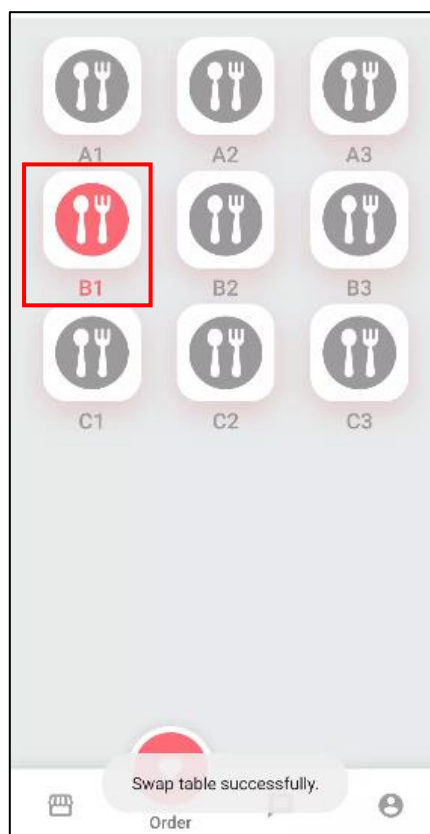 A1 A2 A3
B1 B2 B3
C1 C2 C3
Swap table successfully.
Order